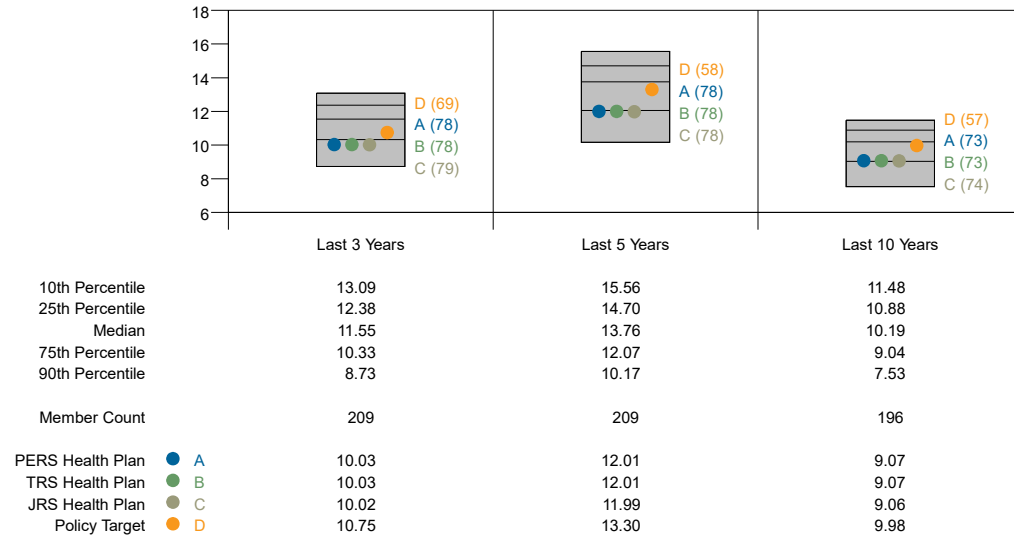 18
16
14
12
10
8
6
D (69)
A (78)
B (78)
C (79)
D (58)
A (78)
B (78)
C (78)
D (57)
A (73)
B (73)
C (74)
Last 3 Years Last 5 Years Last 10 Years
10th Percentile 13.09 15.56 11.48
25th Percentile 12.38 14.70 10.88
Median 11.55 13.76 10.19
75th Percentile 10.33 12.07 9.04
90th Percentile 8.73 10.17 7.53
Member Count 209 209 196
PERS Health Plan A 10.03 12.01 9.07
TRS Health Plan B 10.03 12.01 9.07
JRS Health Plan C 10.02 11.99 9.06
Policy Target D 10.75 13.30 9.98